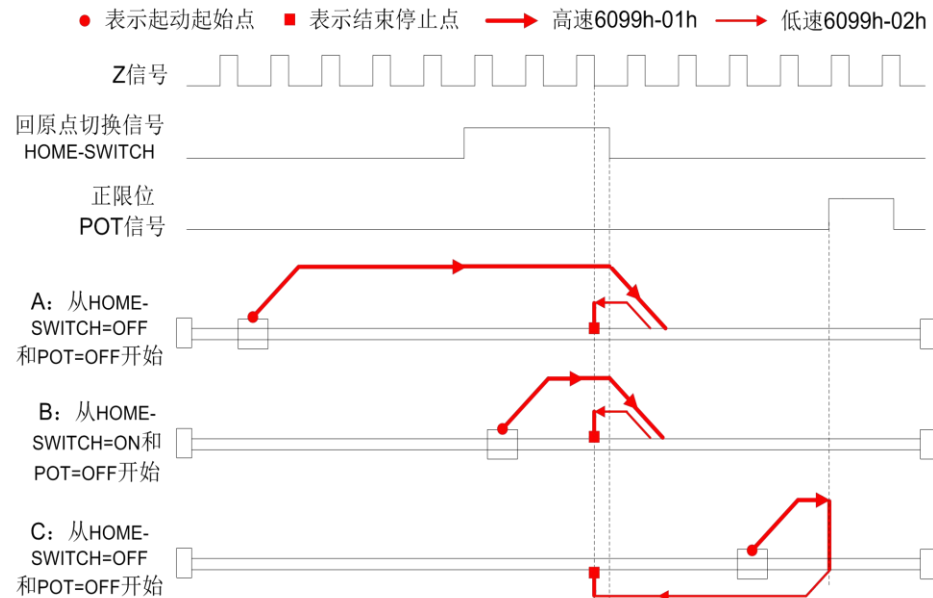 表示起动起始点 表示结束停止点 高速6099h-01h 低速6099h-02h
Z信号
回原点切换信号
HOME-SWITCH
正限位
POT信号
A：从HOME-
SWITCH=OFF
和POT=OFF开始
B：从HOME-
SWITCH=ON和
POT=OFF开始
C：从HOME-
SWITCH=OFF
和POT=OFF开始